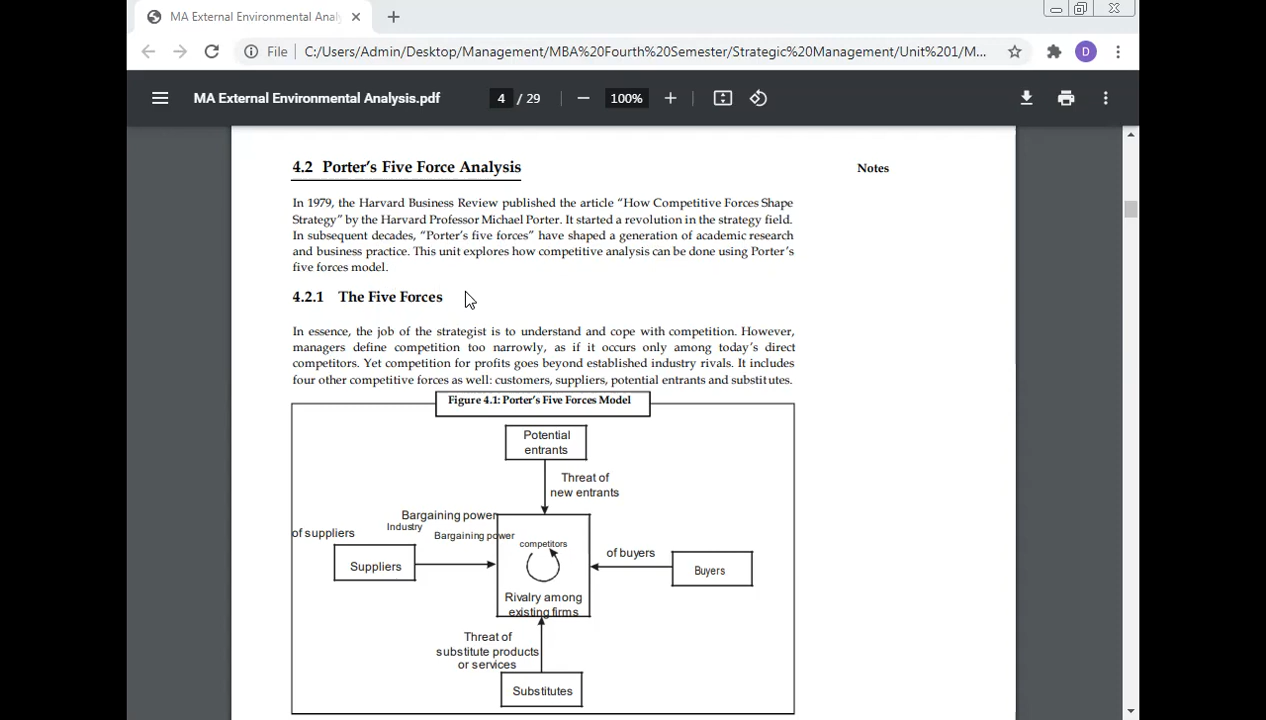 MA External Environmental Analy
File C:/Users/Admin/Desktop/Management/MBA%20Fourth%20Semester/Strategic%20Management/Unit%201/M...
D
MA External Environmental Analysis.pdf 4 / 29 100%
4.2 Porter's Five Force Analysis
Notes
In 1979, the Harvard Business Review published the article “How Competitive Forces Shape
Strategy” by the Harvard Professor Michael Porter. It started a revolution in the strategy field.
In subsequent decades, “Porter's five forces” have shaped a generation of academic research
and business practice. This unit explores how competitive analysis can be done using Porter's
five forces model.
4.2.1 The Five Forces
In essence, the job of the strategist is to understand and cope with competition. However,
managers define competition too narrowly, as if it occurs only among today's direct
competitors. Yet competition for profits goes beyond established industry rivals. It includes
four other competitive forces as well: customers, suppliers, potential entrants and substitutes.
Figure 4.1: Porter's Five Forces Model
Potential
entrants
Threat of
new entrants
Bargaining power
Industry
of suppliers
Bargaining power
competitors
of buyers
Suppliers
Buyers
Rivalry among
existing firms
Threat of
substitute products
or services
Substitutes